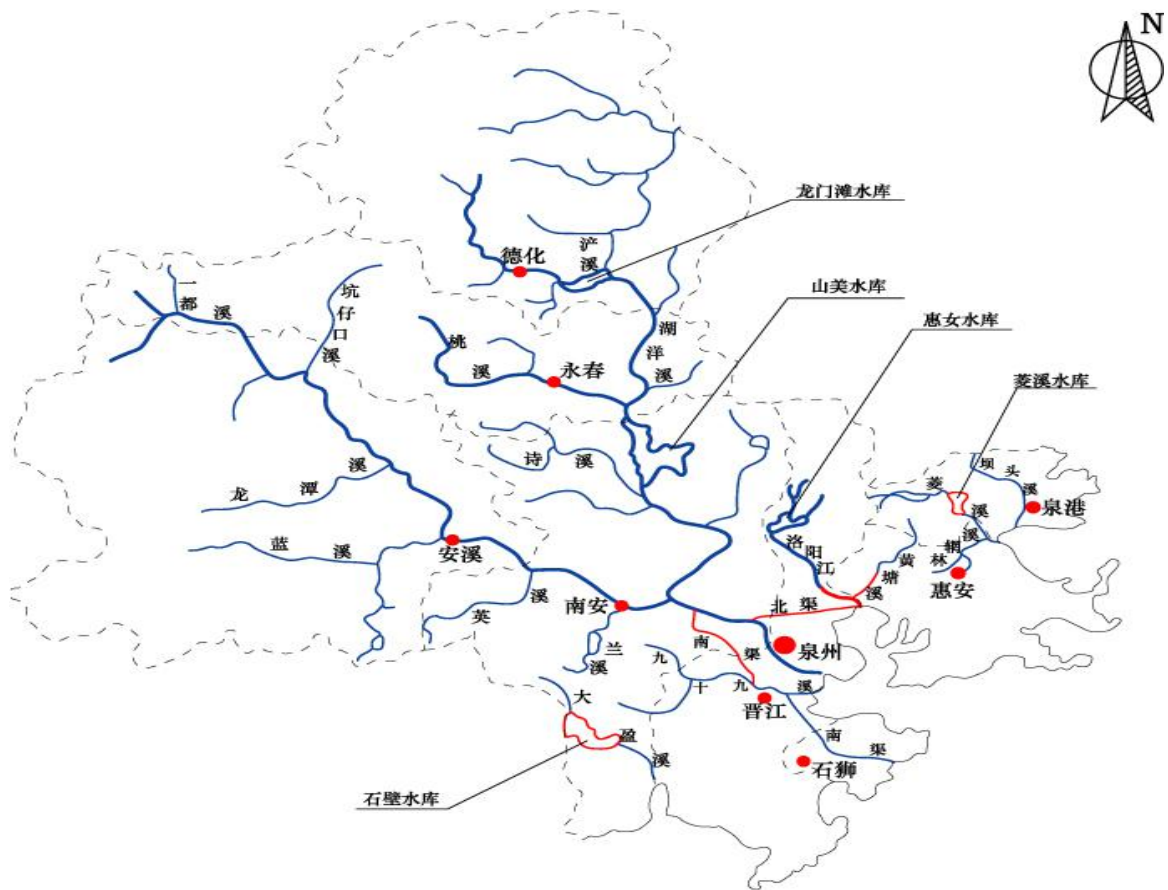 N
龙门滩水库
浐溪
德化
山美水库
一都溪
坑仔口溪
湖洋溪
惠女水库
桃溪
永春
菱溪水库
诗溪
坝头溪
泉港
菱溪
龙潭溪
洛阳江
黄塘溪
林辋溪
惠安
蓝溪
安溪
英溪
南安
兰溪
北渠
南渠
泉州
九十九溪
晋江
大盈溪
南渠
石狮
石壁水库